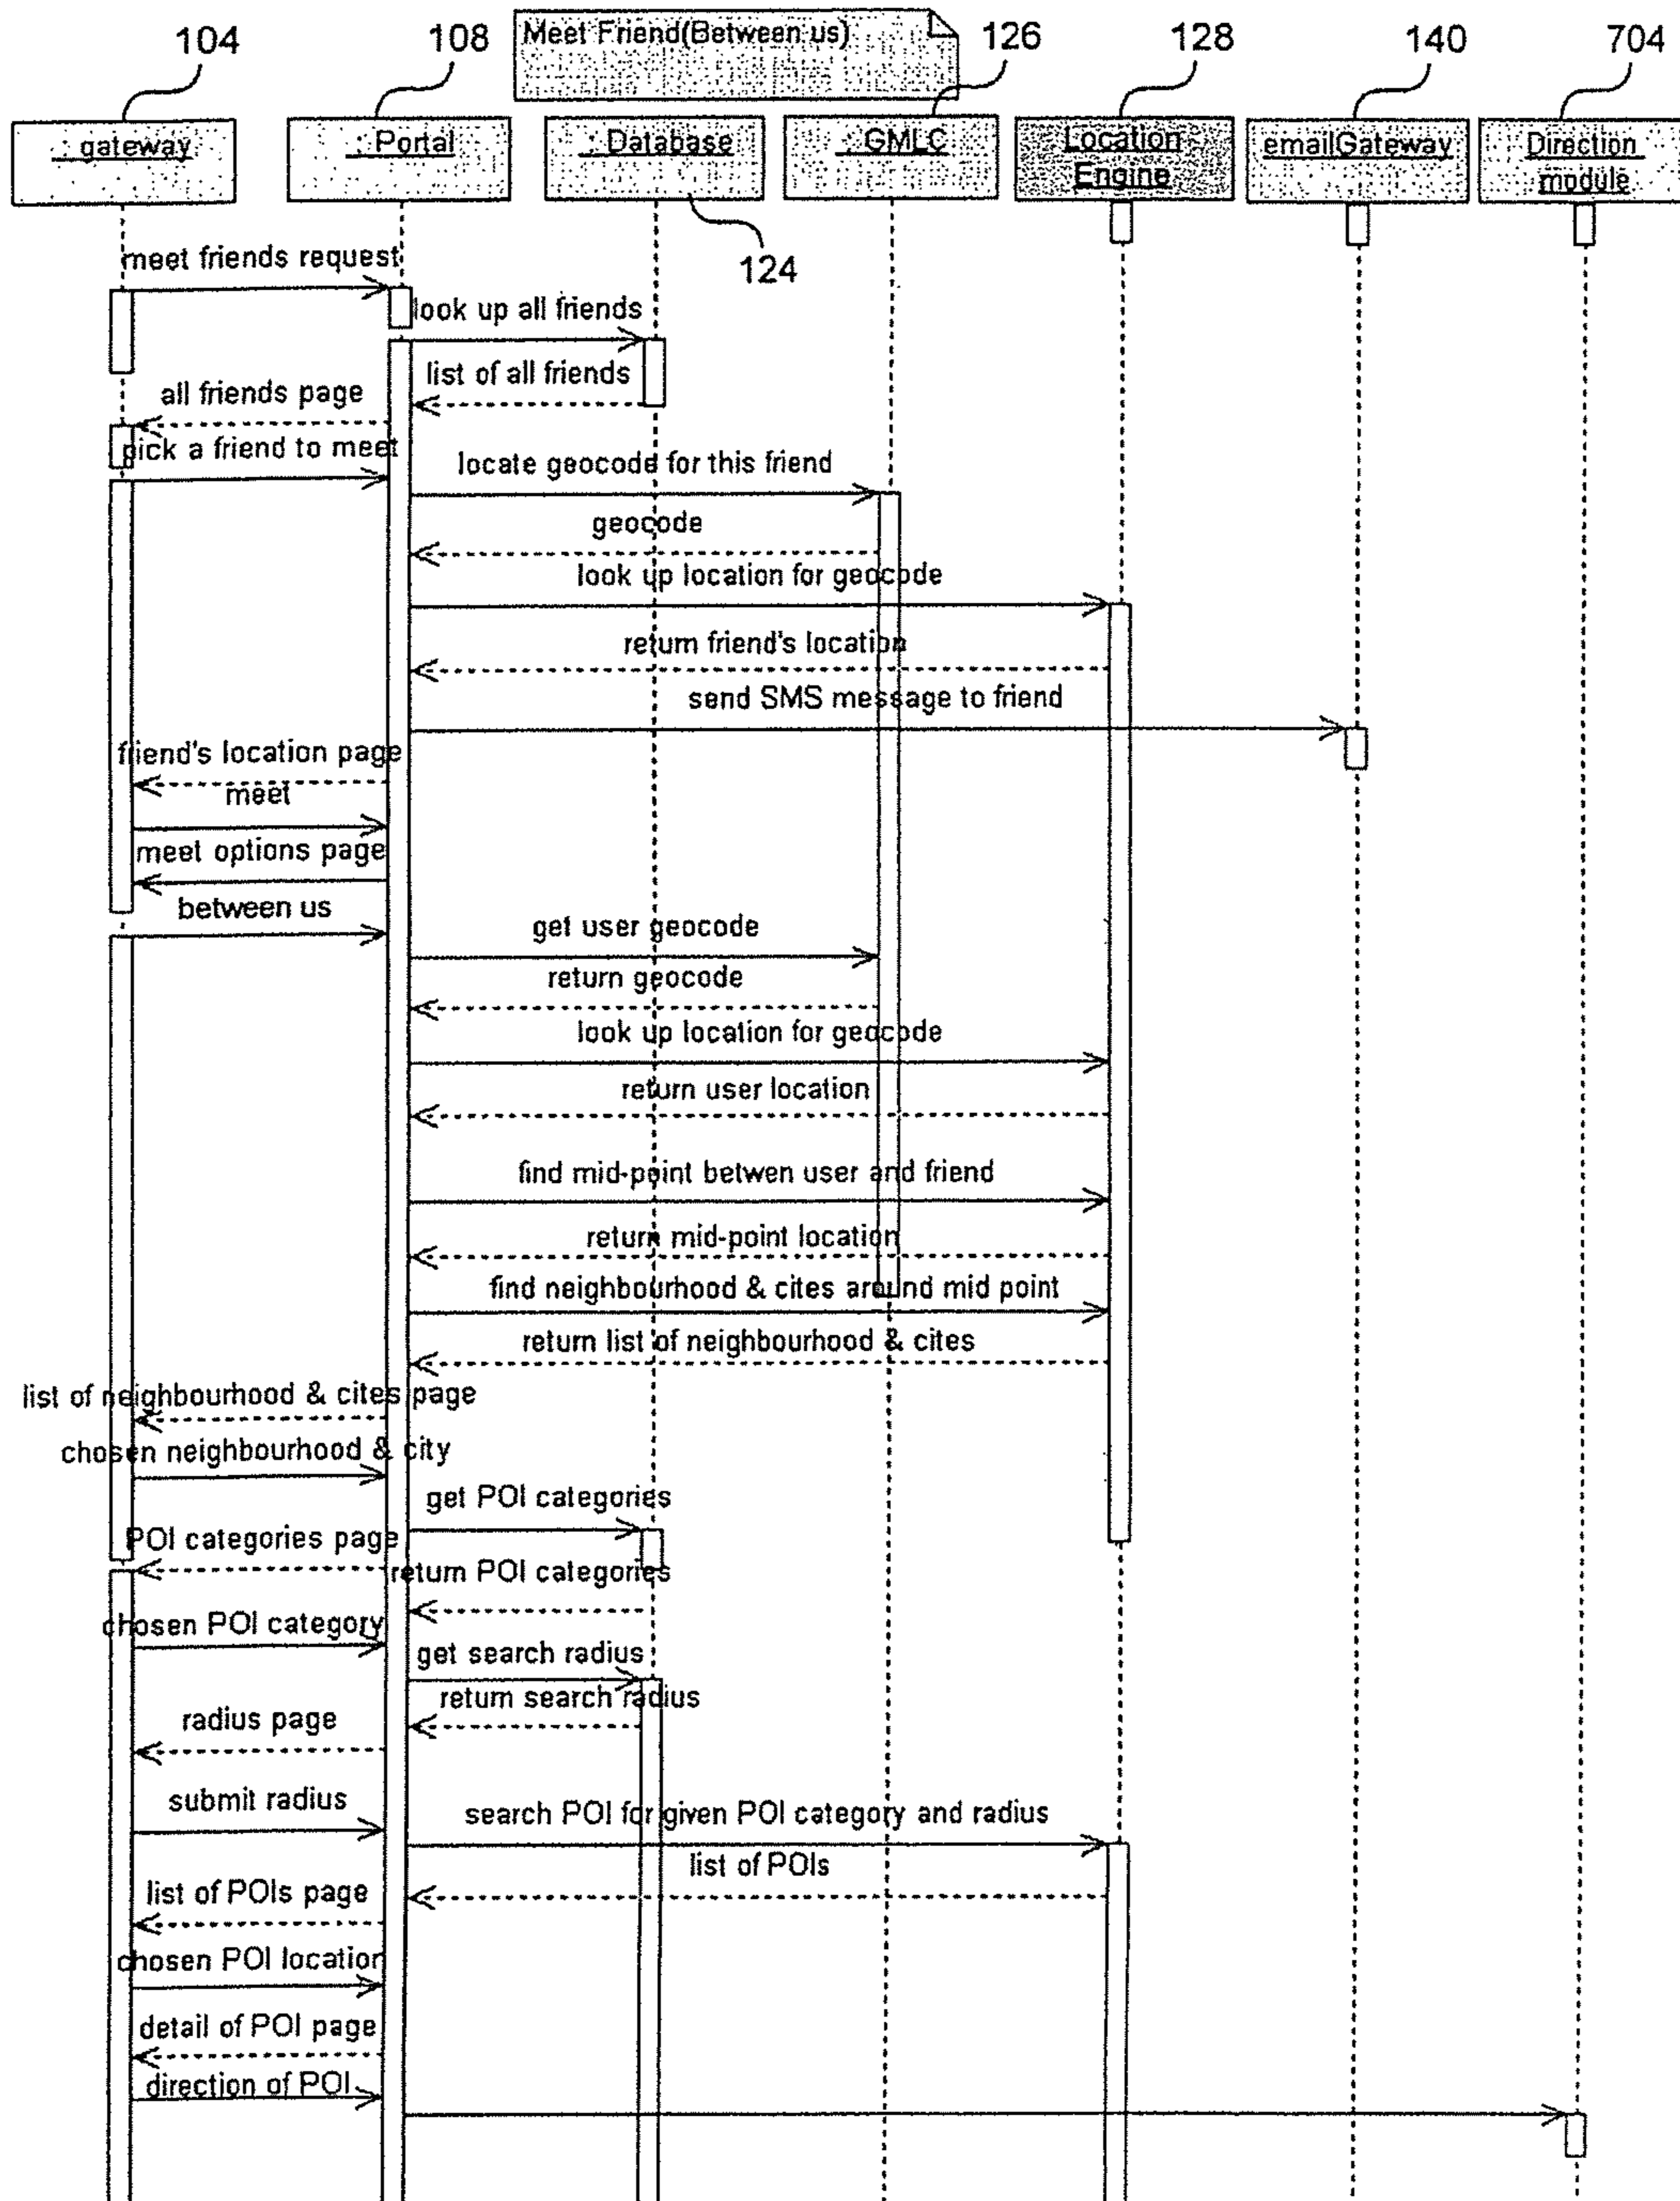 Meet Friend(Between us)
104
108
126
128
140
704
: gateway
: Portal
: Database
: GMLC
Location
Engine
emailGateway
Direction
module
124
meet friends request
look up all friends
list of all friends
all friends page
pick a friend to meet
locate geocode for this friend
geocode
look up location for geocode
return friend's location
send SMS message to friend
friend's location page
meet
meet options page
between us
get user geocode
return geocode
look up location for geocode
return user location
find mid-point betwen user and friend
return mid-point location
find neighbourhood & cites around mid point
return list of neighbourhood & cites
list of neighbourhood & cites page
chosen neighbourhood & city
get POI categories
POI categories page
return POI categories
chosen POI category
get search radius
return search radius
radius page
submit radius
search POI for given POI category and radius
list of POIs
list of POIs page
chosen POI location
detail of POI page
direction of POI